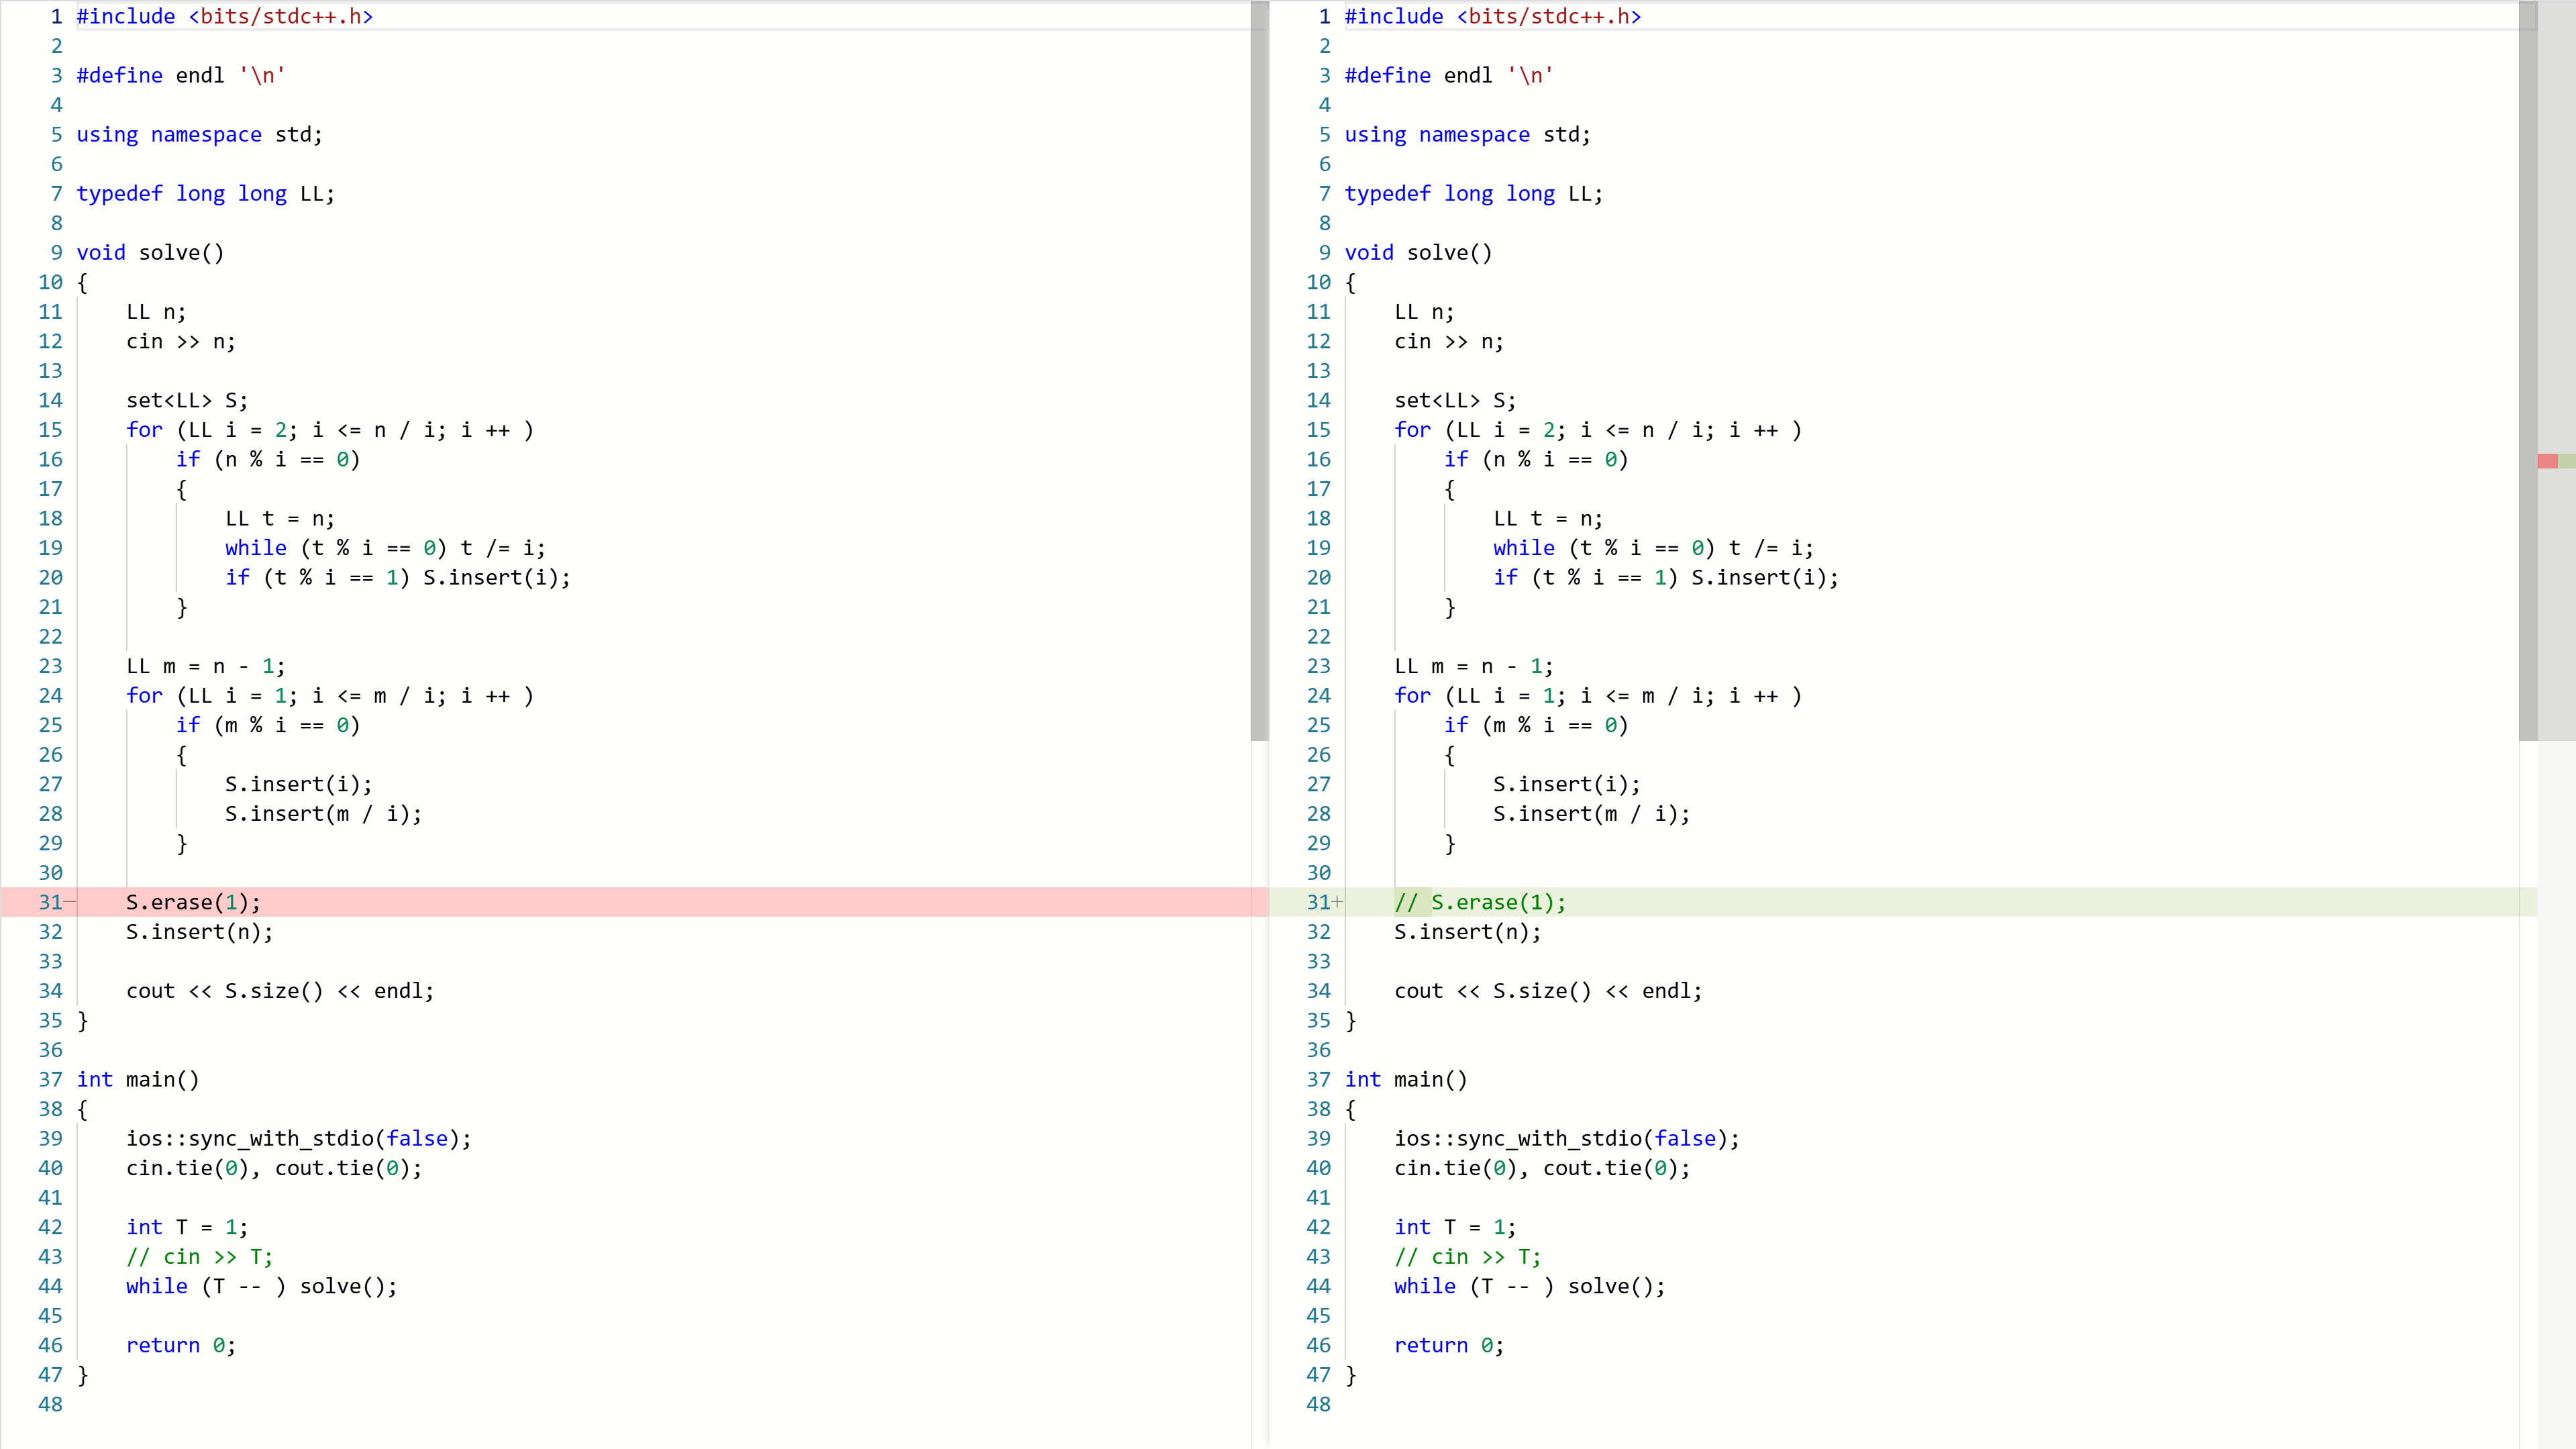 1 #include <bits/stdc++.h>
2
3 #define endl '\n'
4
5 using namespace std;
6
7 typedef long long LL;
8
9 void solve()
10 {
11     LL n;
12     cin >> n;
13
14     set<LL> S;
15     for (LL i = 2; i <= n / i; i ++ )
16         if (n % i == 0)
17         {
18             LL t = n;
19             while (t % i == 0) t /= i;
20             if (t % i == 1) S.insert(i);
21         }
22
23     LL m = n - 1;
24     for (LL i = 1; i <= m / i; i ++ )
25         if (m % i == 0)
26         {
27             S.insert(i);
28             S.insert(m / i);
29         }
30
31−    S.erase(1);
32     S.insert(n);
33
34     cout << S.size() << endl;
35 }
36
37 int main()
38 {
39     ios::sync_with_stdio(false);
40     cin.tie(0), cout.tie(0);
41
42     int T = 1;
43     // cin >> T;
44     while (T -- ) solve();
45
46     return 0;
47 }
48
1 #include <bits/stdc++.h>
2
3 #define endl '\n'
4
5 using namespace std;
6
7 typedef long long LL;
8
9 void solve()
10 {
11     LL n;
12     cin >> n;
13
14     set<LL> S;
15     for (LL i = 2; i <= n / i; i ++ )
16         if (n % i == 0)
17         {
18             LL t = n;
19             while (t % i == 0) t /= i;
20             if (t % i == 1) S.insert(i);
21         }
22
23     LL m = n - 1;
24     for (LL i = 1; i <= m / i; i ++ )
25         if (m % i == 0)
26         {
27             S.insert(i);
28             S.insert(m / i);
29         }
30
31+    // S.erase(1);
32     S.insert(n);
33
34     cout << S.size() << endl;
35 }
36
37 int main()
38 {
39     ios::sync_with_stdio(false);
40     cin.tie(0), cout.tie(0);
41
42     int T = 1;
43     // cin >> T;
44     while (T -- ) solve();
45
46     return 0;
47 }
48